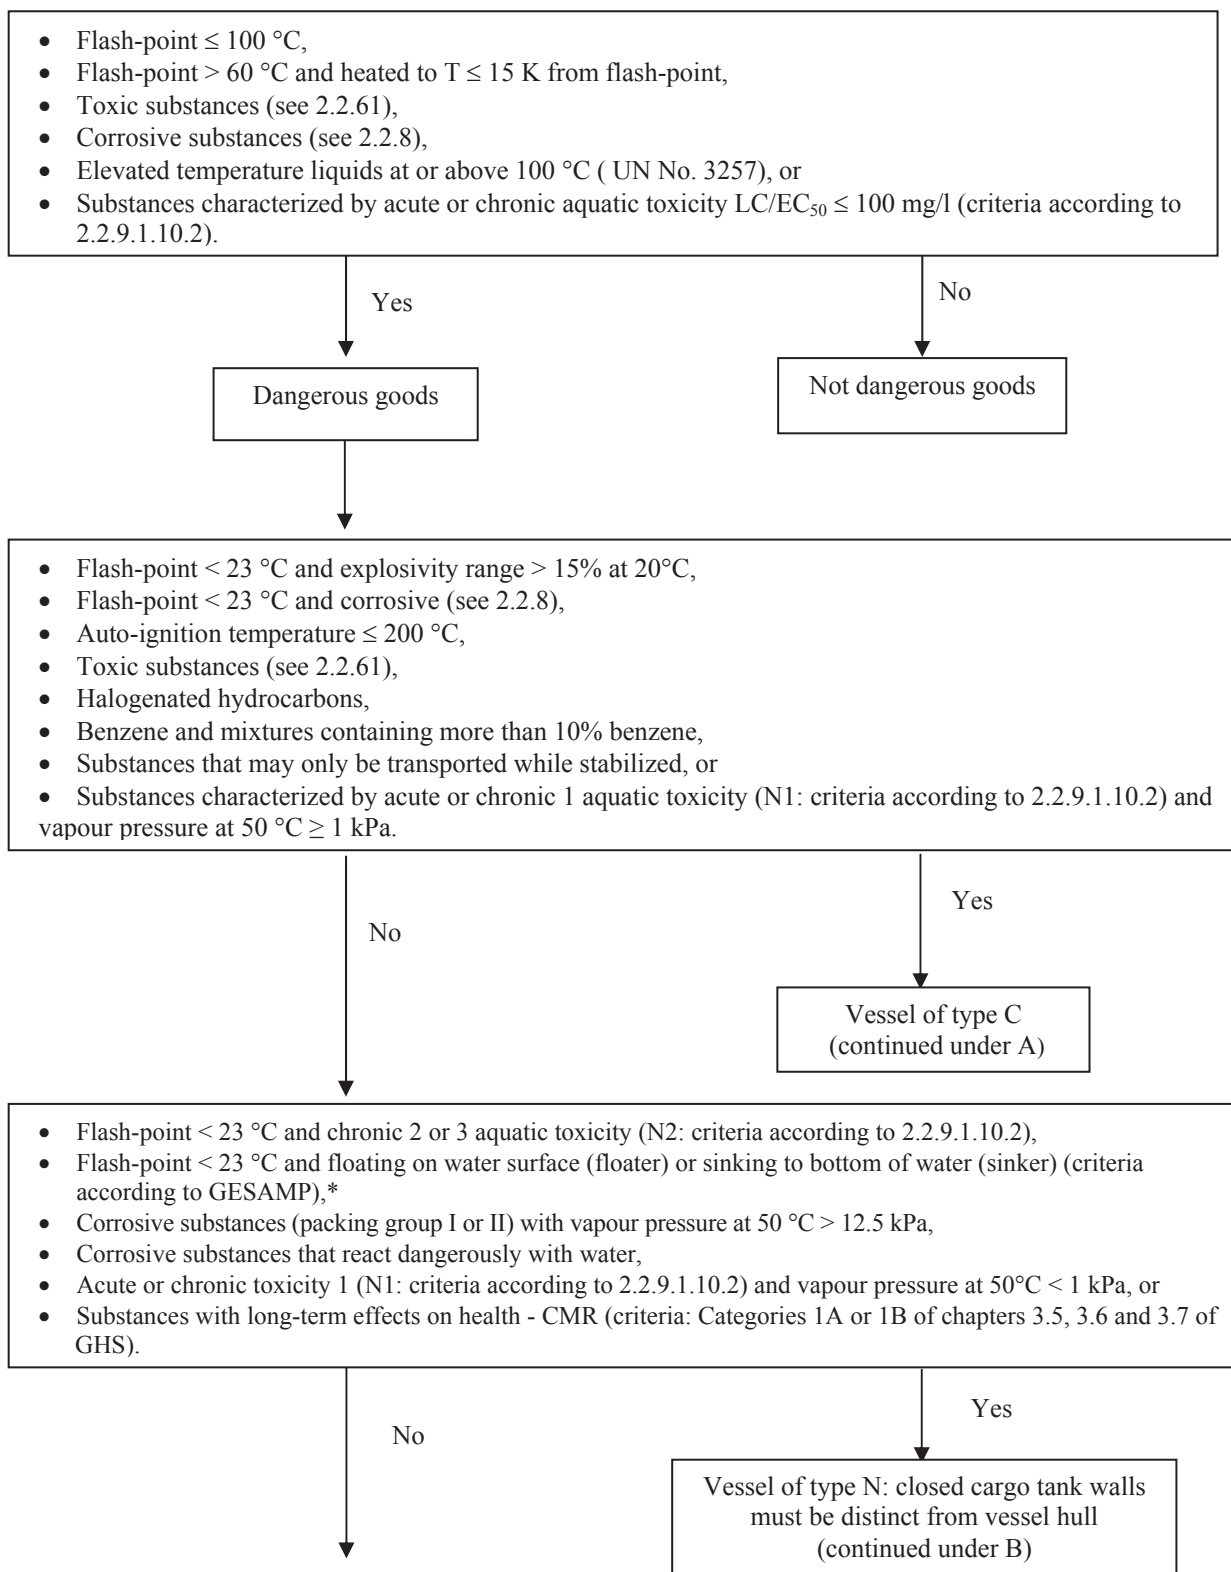 • Flash-point ≤ 100 °C,
• Flash-point > 60 °C and heated to T ≤ 15 K from flash-point,
• Toxic substances (see 2.2.61),
• Corrosive substances (see 2.2.8),
• Elevated temperature liquids at or above 100 °C ( UN No. 3257), or
• Substances characterized by acute or chronic aquatic toxicity LC/EC₅₀ ≤ 100 mg/l (criteria according to
2.2.9.1.10.2).
Yes
No
Dangerous goods
Not dangerous goods
• Flash-point < 23 °C and explosivity range > 15% at 20°C,
• Flash-point < 23 °C and corrosive (see 2.2.8),
• Auto-ignition temperature ≤ 200 °C,
• Toxic substances (see 2.2.61),
• Halogenated hydrocarbons,
• Benzene and mixtures containing more than 10% benzene,
• Substances that may only be transported while stabilized, or
• Substances characterized by acute or chronic 1 aquatic toxicity (N1: criteria according to 2.2.9.1.10.2) and
vapour pressure at 50 °C ≥ 1 kPa.
No
Yes
Vessel of type C
(continued under A)
• Flash-point < 23 °C and chronic 2 or 3 aquatic toxicity (N2: criteria according to 2.2.9.1.10.2),
• Flash-point < 23 °C and floating on water surface (floater) or sinking to bottom of water (sinker) (criteria
according to GESAMP),*
• Corrosive substances (packing group I or II) with vapour pressure at 50 °C > 12.5 kPa,
• Corrosive substances that react dangerously with water,
• Acute or chronic toxicity 1 (N1: criteria according to 2.2.9.1.10.2) and vapour pressure at 50°C < 1 kPa, or
• Substances with long-term effects on health - CMR (criteria: Categories 1A or 1B of chapters 3.5, 3.6 and 3.7 of
GHS).
No
Yes
Vessel of type N: closed cargo tank walls
must be distinct from vessel hull
(continued under B)